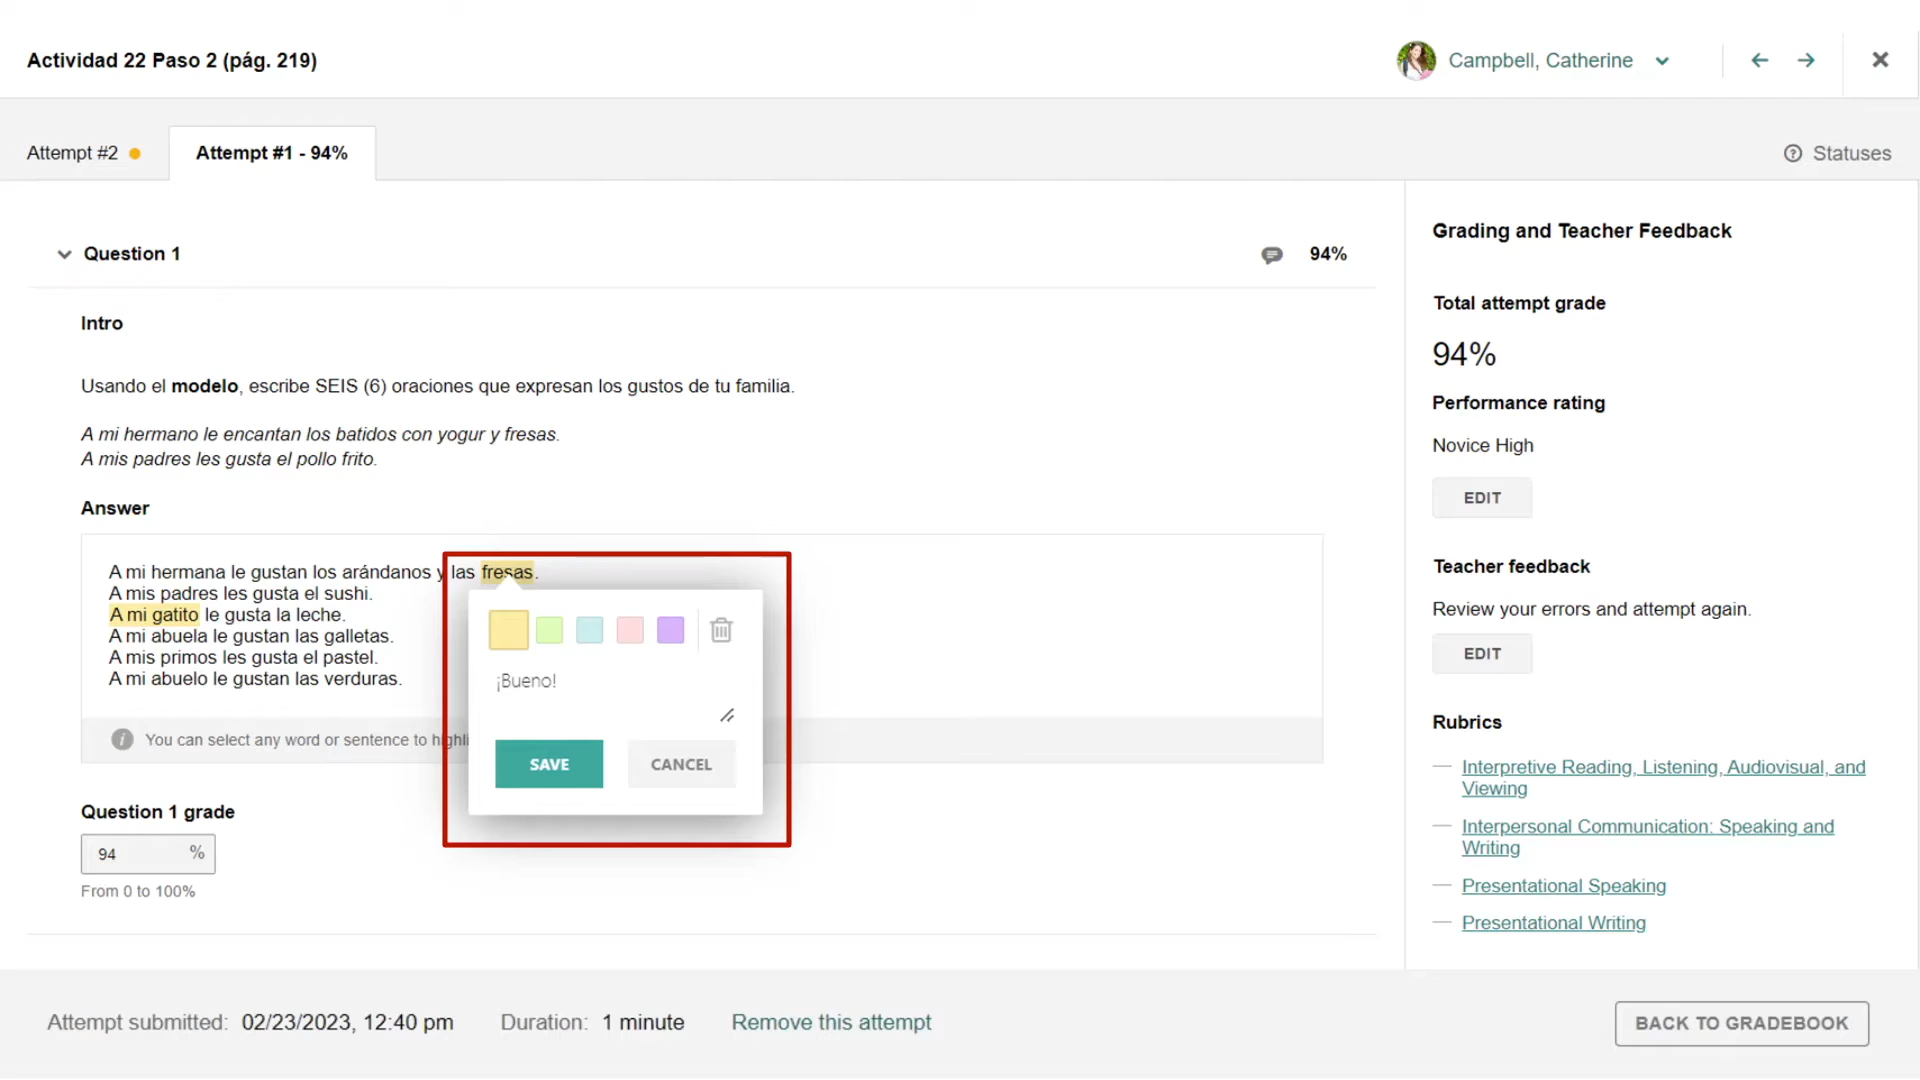 Actividad 22 Paso 2 (pág. 219)
Campbell, Catherine
Attempt #2
Attempt #1 - 94%
Statuses
Question 1
94%
Intro
Usando el modelo, escribe SEIS (6) oraciones que expresan los gustos de tu familia.
A mi hermano le encantan los batidos con yogur y fresas.
A mis padres les gusta el pollo frito.
Answer
A mi hermana le gustan los arándanos y las fresas.
A mis padres les gusta el sushi.
A mi gatito le gusta la leche.
A mi abuela le gustan las galletas.
A mis primos les gusta el pastel.
A mi abuelo le gustan las verduras.
You can select any word or sentence to highli
¡Bueno!
SAVE
CANCEL
Question 1 grade
94 %
From 0 to 100%
Grading and Teacher Feedback
Total attempt grade
94%
Performance rating
Novice High
EDIT
Teacher feedback
Review your errors and attempt again.
EDIT
Rubrics
Interpretive Reading, Listening, Audiovisual, and
Viewing
Interpersonal Communication: Speaking and
Writing
Presentational Speaking
Presentational Writing
Attempt submitted: 02/23/2023, 12:40 pm
Duration: 1 minute
Remove this attempt
BACK TO GRADEBOOK